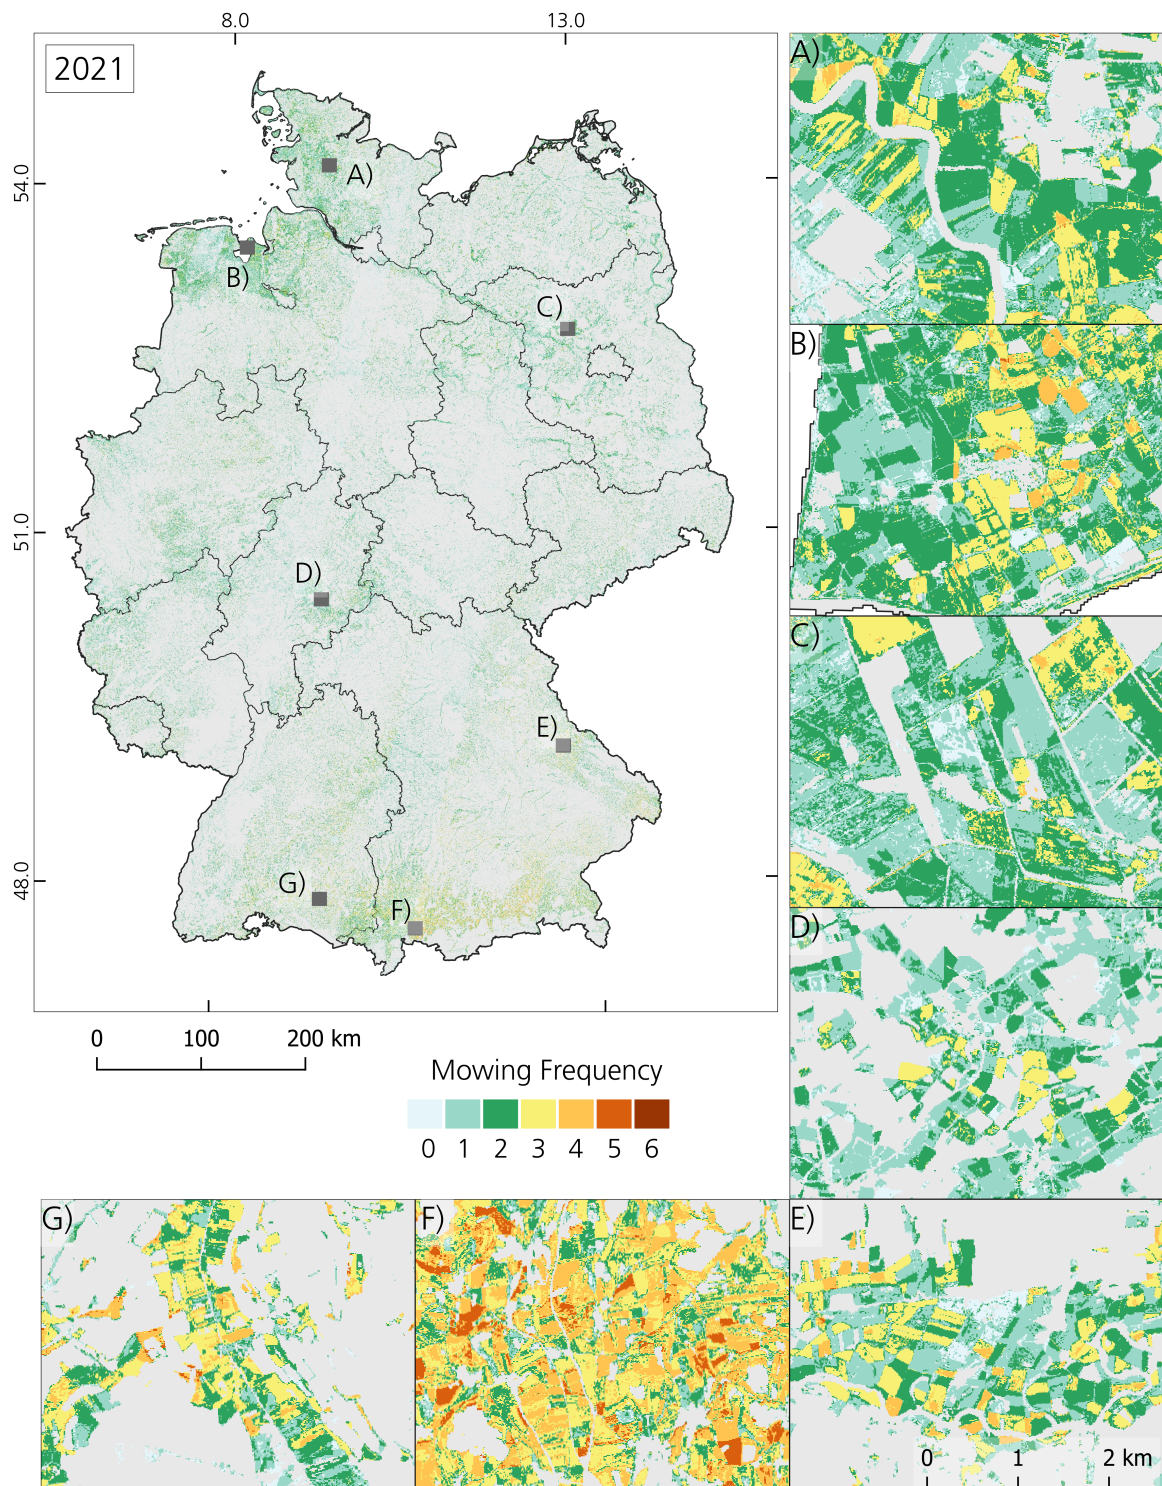 8.0 13.0
2021
54.0
51.0
48.0
A)
B)
C)
D)
E)
F)
G)
0 100 200 km
Mowing Frequency
0 1 2 3 4 5 6
A)
B)
C)
D)
G) F) E)
0 1 2 km